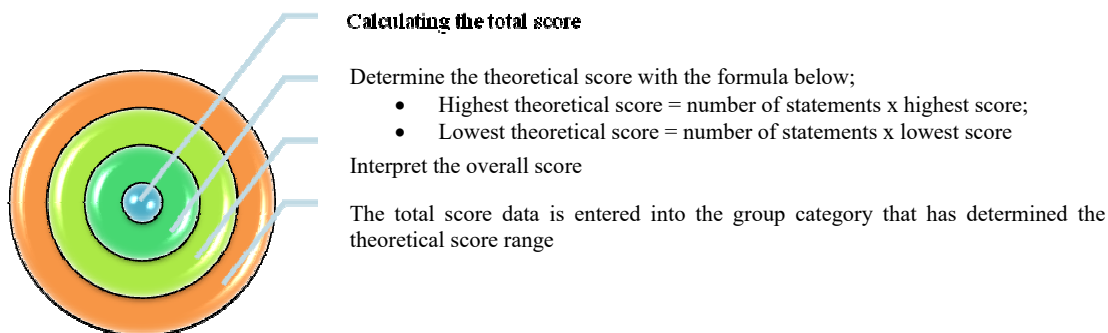 Calculating the total score
Determine the theoretical score with the formula below;
• Highest theoretical score = number of statements x highest score;
• Lowest theoretical score = number of statements x lowest score
Interpret the overall score
The total score data is entered into the group category that has determined the
theoretical score range